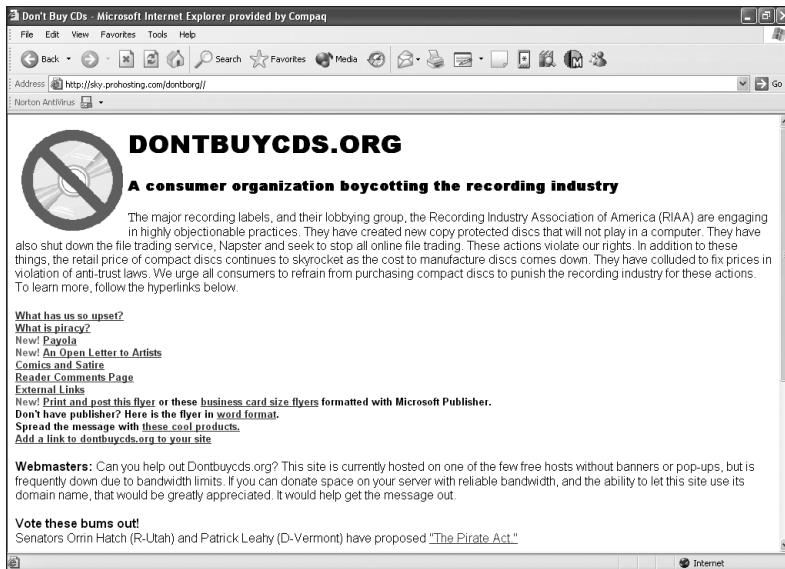 Don't Buy CDs - Microsoft Internet Explorer provided by Compaq
File Edit View Favorites Tools Help
Back Search Favorites Media
Address http://sky.prohosting.com/dontborg// Go
Norton AntiVirus
DONTBUYCDS.ORG
A consumer organization boycotting the recording industry
The major recording labels, and their lobbying group, the Recording Industry Association of America (RIAA) are engaging
in highly objectionable practices. They have created new copy protected discs that will not play in a computer. They have
also shut down the file trading service, Napster and seek to stop all online file trading. These actions violate our rights. In addition to these
things, the retail price of compact discs continues to skyrocket as the cost to manufacture discs comes down. They have colluded to fix prices in
violation of anti-trust laws. We urge all consumers to refrain from purchasing compact discs to punish the recording industry for these actions.
To learn more, follow the hyperlinks below.
What has us so upset?
What is piracy?
New! Payola
New! An Open Letter to Artists
Comics and Satire
Reader Comments Page
External Links
New! Print and post this flyer or these business card size flyers formatted with Microsoft Publisher.
Don't have publisher? Here is the flyer in word format.
Spread the message with these cool products.
Add a link to dontbuycds.org to your site
Webmasters: Can you help out Dontbuycds.org? This site is currently hosted on one of the few free hosts without banners or pop-ups, but is
frequently down due to bandwidth limits. If you can donate space on your server with reliable bandwidth, and the ability to let this site use its
domain name, that would be greatly appreciated. It would help get the message out.
Vote these bums out!
Senators Orrin Hatch (R-Utah) and Patrick Leahy (D-Vermont) have proposed "The Pirate Act."
Internet